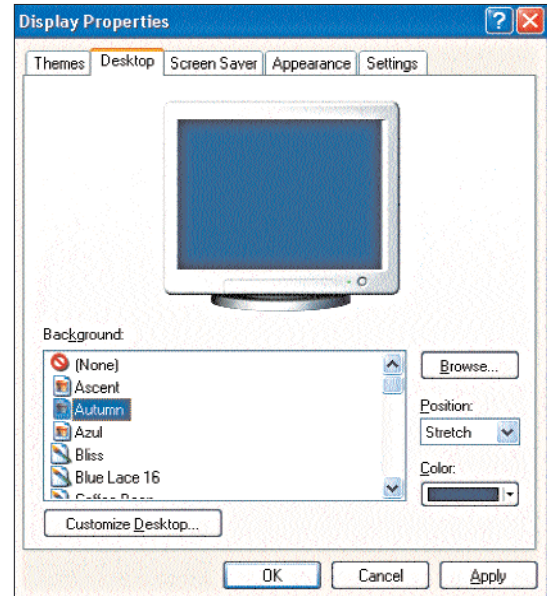 Display Properties
Themes Desktop Screen Saver Appearance Settings
Background:
(None)
Ascent
Autumn
Azul
Bliss
Blue Lace 16
Browse...
Position:
Stretch
Color:
Customize Desktop...
OK Cancel Apply